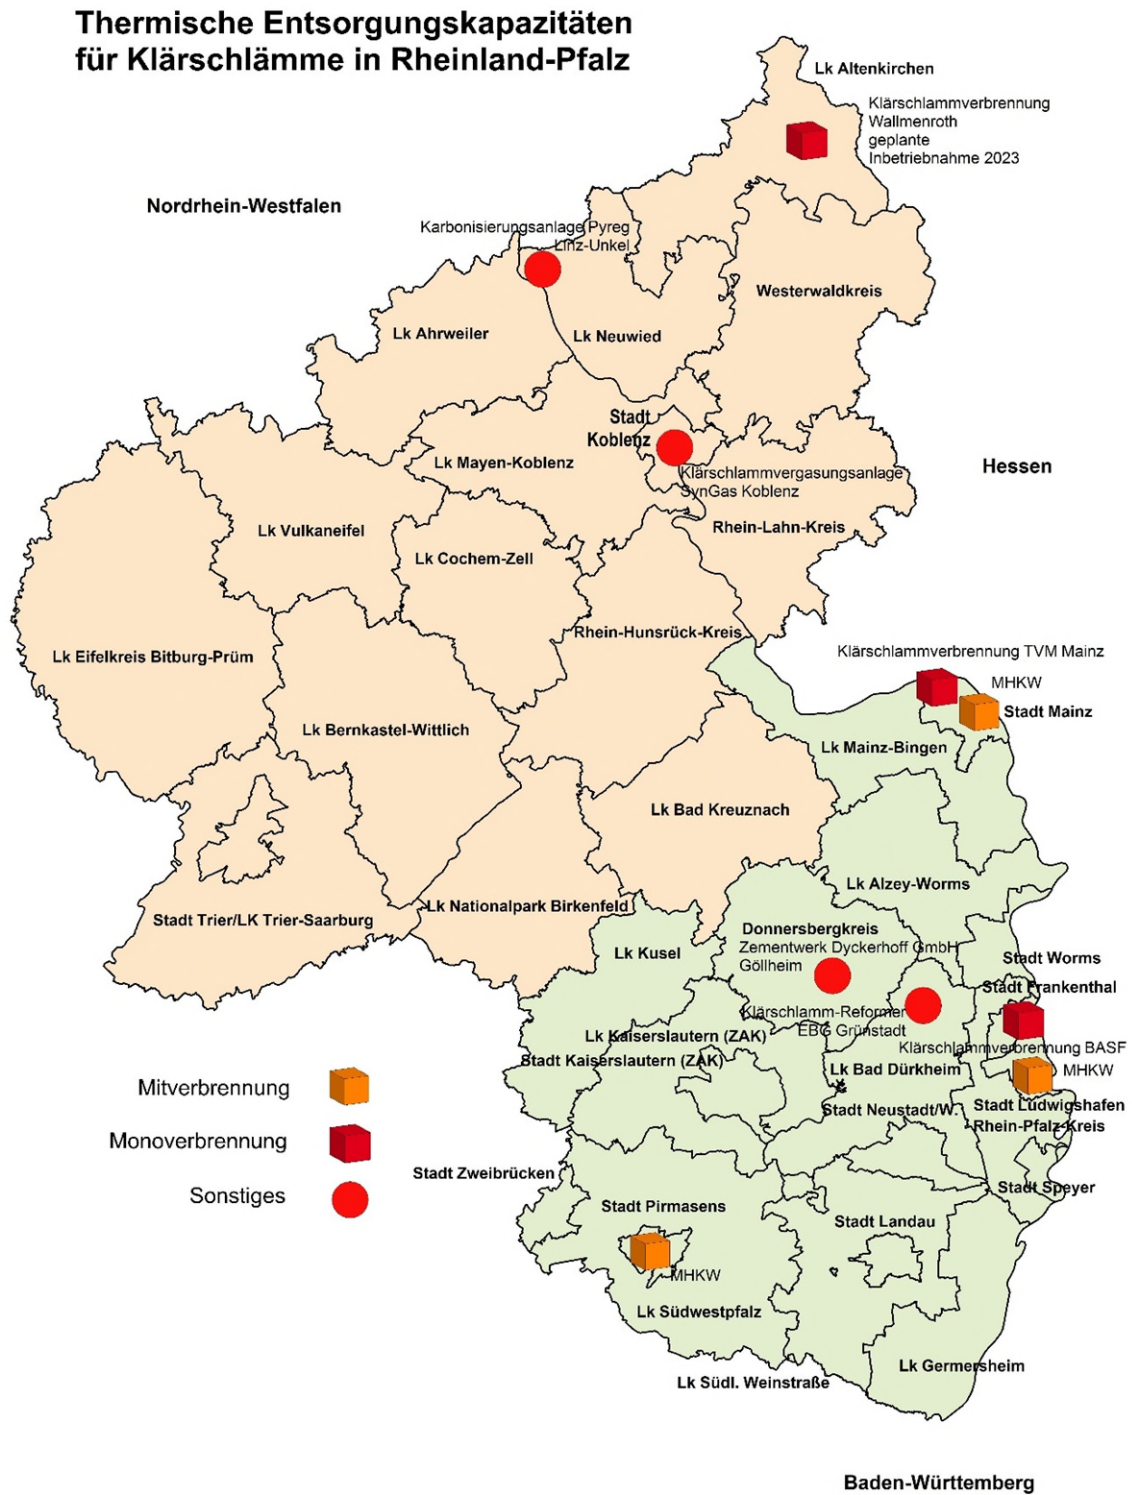 Thermische Entsorgungskapazitäten
für Klärschlämme in Rheinland-Pfalz
Lk Altenkirchen
Klärschlammverbrennung
Wallmenroth
geplante
Inbetriebnahme 2023
Nordrhein-Westfalen
Karbonisierungsanlage Pyreg
Linz-Unkel
Westerwaldkreis
Lk Ahrweiler
Lk Neuwied
Stadt
Koblenz
Lk Mayen-Koblenz
Hessen
Klärschlammvergasungsanlage
SynGas Koblenz
Rhein-Lahn-Kreis
Lk Vulkaneifel
Lk Cochem-Zell
Rhein-Hunsrück-Kreis
Lk Eifelkreis Bitburg-Prüm
Klärschlammverbrennung TVM Mainz
MHKW
Stadt Mainz
Lk Bernkastel-Wittlich
Lk Mainz-Bingen
Lk Bad Kreuznach
Lk Alzey-Worms
Lk Nationalpark Birkenfeld
Stadt Trier/LK Trier-Saarburg
Donnersbergkreis
Zementwerk Dyckerhoff GmbH
Göllheim
Lk Kusel
Stadt Worms
Stadt Frankenthal
Klärschlamm-Reformer
EBG Grünstadt
Lk Kaiserslautern (ZAK)
Klärschlammverbrennung BASF
Stadt Kaiserslautern (ZAK)
Lk Bad Dürkheim
MHKW
Mitverbrennung
Stadt Neustadt/W.
Stadt Ludwigshafen
Rhein-Pfalz-Kreis
Monoverbrennung
Stadt Zweibrücken
Stadt Speyer
Sonstiges
Stadt Pirmasens
Stadt Landau
MHKW
Lk Südwestpfalz
Lk Germersheim
Lk Südl. Weinstraße
Baden-Württemberg